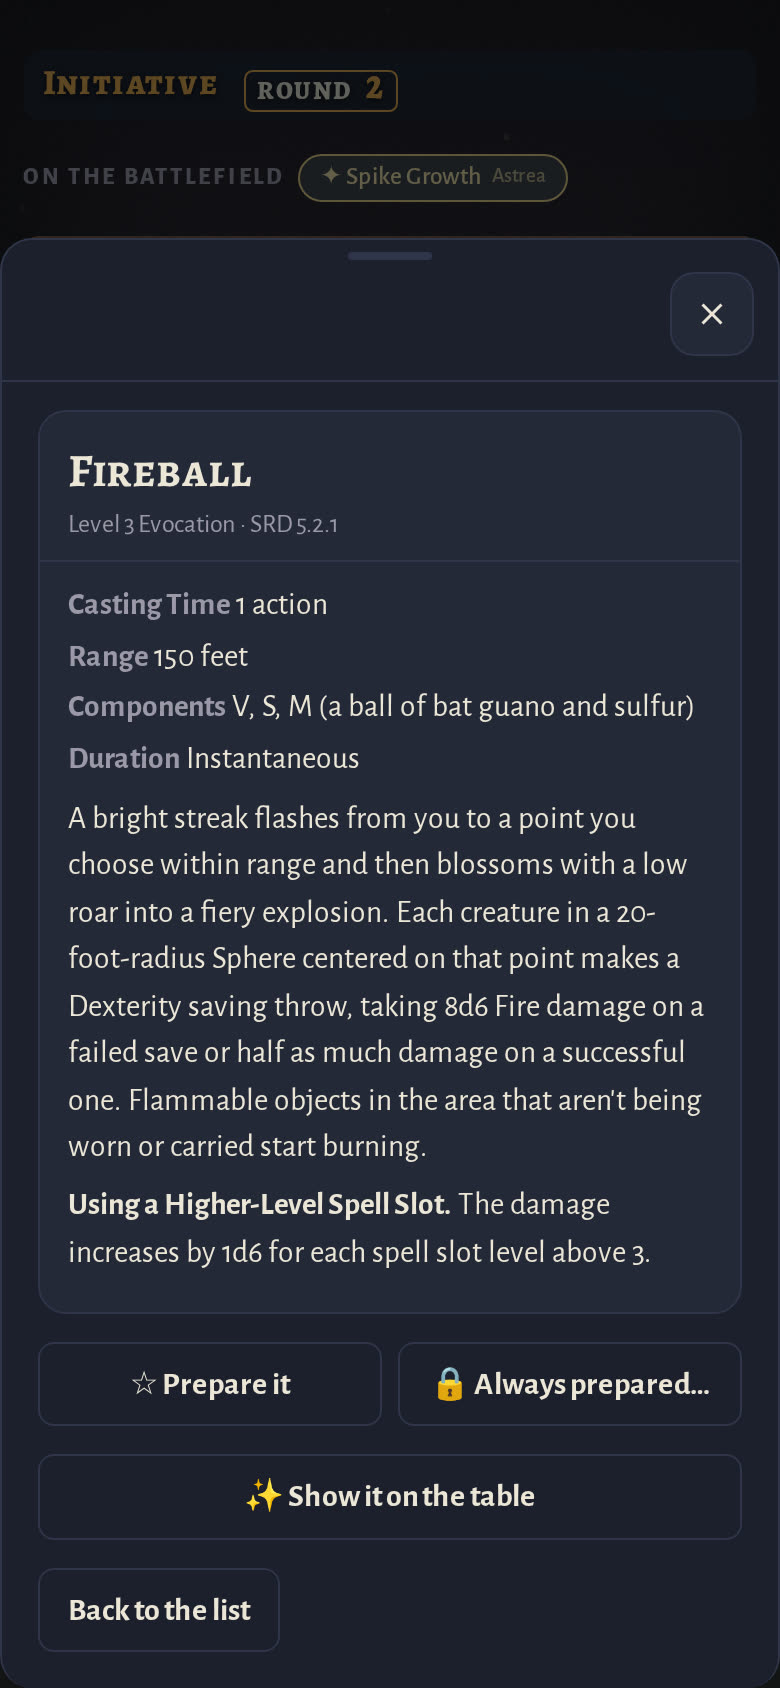 Initiative ROUND 2
ON THE BATTLEFIELD ✦ Spike Growth Astrea
×
Fireball
Level 3 Evocation · SRD 5.2.1
Casting Time 1 action
Range 150 feet
Components V, S, M (a ball of bat guano and sulfur)
Duration Instantaneous
A bright streak flashes from you to a point you
choose within range and then blossoms with a low
roar into a fiery explosion. Each creature in a 20-
foot-radius Sphere centered on that point makes a
Dexterity saving throw, taking 8d6 Fire damage on a
failed save or half as much damage on a successful
one. Flammable objects in the area that aren't being
worn or carried start burning.
Using a Higher-Level Spell Slot. The damage
increases by 1d6 for each spell slot level above 3.
☆ Prepare it
🔒 Always prepared...
✨ Show it on the table
Back to the list